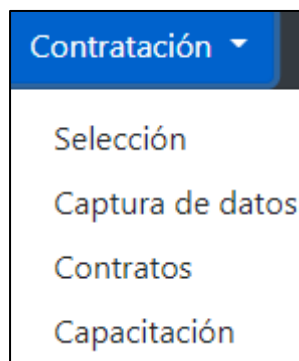 Contratación
Selección
Captura de datos
Contratos
Capacitación